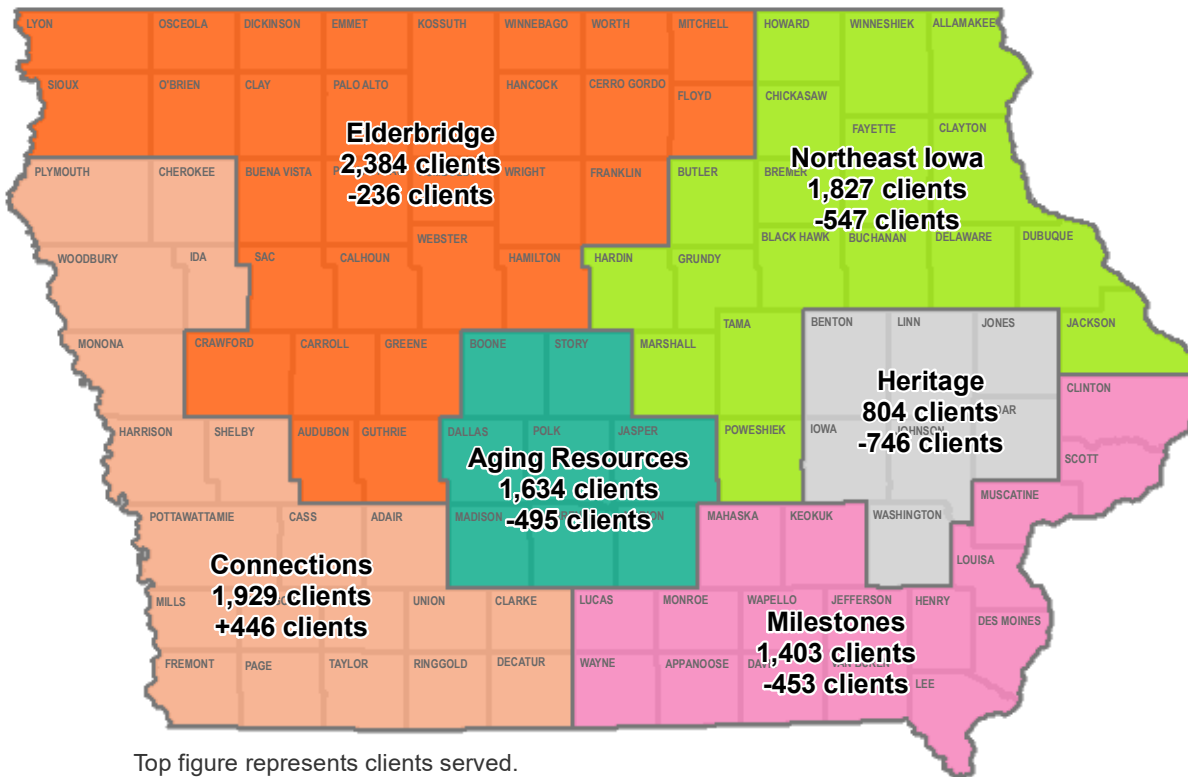 LYON OSCEOLA DICKINSON EMMET KOSSUTH WINNEBAGO WORTH MITCHELL HOWARD WINNESHIEK ALLAMAKEE
SIOUX O'BRIEN CLAY PALO ALTO HANCOCK CERRO GORDO FLOYD CHICKASAW
FAYETTE CLAYTON
Elderbridge
2,384 clients
-236 clients
Northeast Iowa
1,827 clients
-547 clients
PLYMOUTH CHEROKEE BUENA VISTA WRIGHT FRANKLIN BUTLER BREMER
WOODBURY IDA SAC CALHOUN WEBSTER HAMILTON HARDIN GRUNDY BLACK HAWK BUCHANAN DELAWARE DUBUQUE
MONONA CRAWFORD CARROLL GREENE BOONE STORY MARSHALL TAMA BENTON LINN JONES JACKSON
Heritage
804 clients
-746 clients
CLINTON
HARRISON SHELBY AUDUBON GUTHRIE DALLAS POLK JASPER POWESHIEK IOWA JOHNSON
SCOTT
Aging Resources
1,634 clients
-495 clients
MUSCATINE
POTTAWATTAMIE CASS ADAIR MADISON MAHASKA KEOKUK WASHINGTON
LOUISA
Connections
1,929 clients
+446 clients
MILLS UNION CLARKE LUCAS MONROE WAPELLO JEFFERSON HENRY
DES MOINES
Milestones
1,403 clients
-453 clients
FREMONT PAGE TAYLOR RINGGOLD DECATUR WAYNE APPANOOSE LEE
Top figure represents clients served.